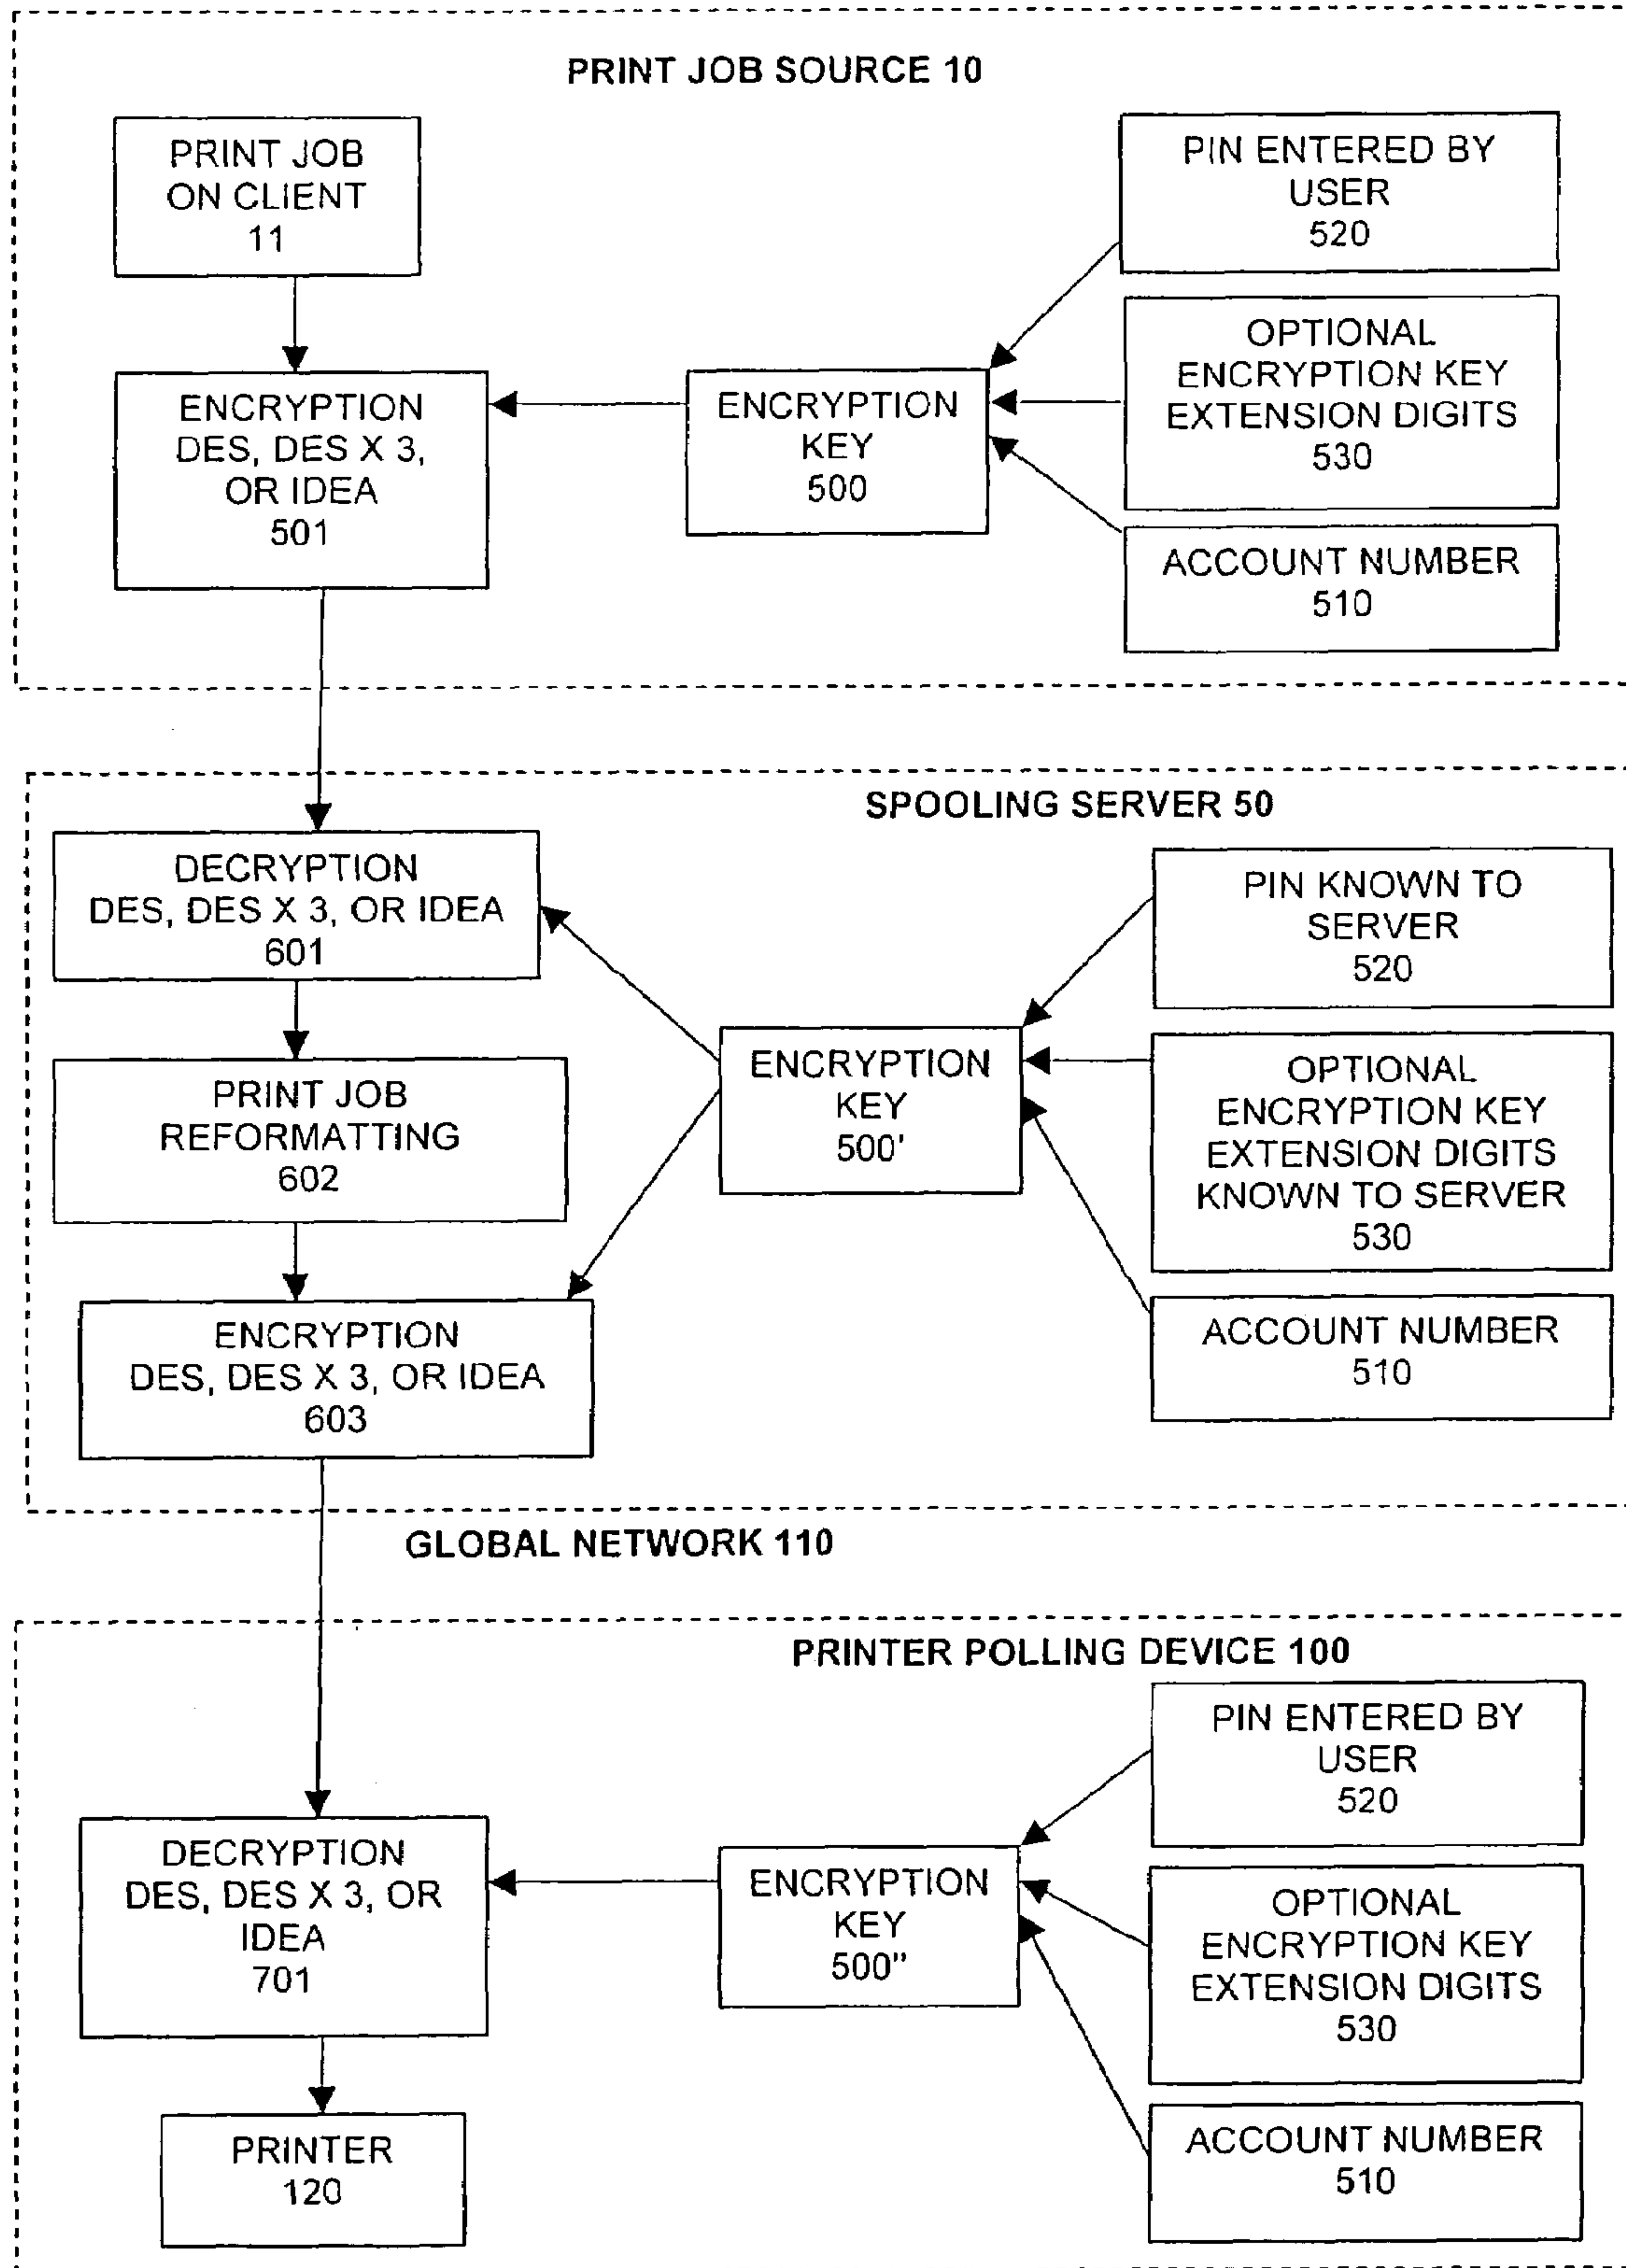 PRINT JOB SOURCE 10
PRINT JOB
ON CLIENT
11
PIN ENTERED BY
USER
520
OPTIONAL
ENCRYPTION KEY
EXTENSION DIGITS
530
ENCRYPTION
DES, DES X 3,
OR IDEA
501
ENCRYPTION
KEY
500
ACCOUNT NUMBER
510
SPOOLING SERVER 50
DECRYPTION
DES, DES X 3, OR IDEA
601
PIN KNOWN TO
SERVER
520
PRINT JOB
REFORMATTING
602
ENCRYPTION
KEY
500'
OPTIONAL
ENCRYPTION KEY
EXTENSION DIGITS
KNOWN TO SERVER
530
ENCRYPTION
DES, DES X 3, OR IDEA
603
ACCOUNT NUMBER
510
GLOBAL NETWORK 110
PRINTER POLLING DEVICE 100
PIN ENTERED BY
USER
520
DECRYPTION
DES, DES X 3, OR
IDEA
701
ENCRYPTION
KEY
500"
OPTIONAL
ENCRYPTION KEY
EXTENSION DIGITS
530
PRINTER
120
ACCOUNT NUMBER
510